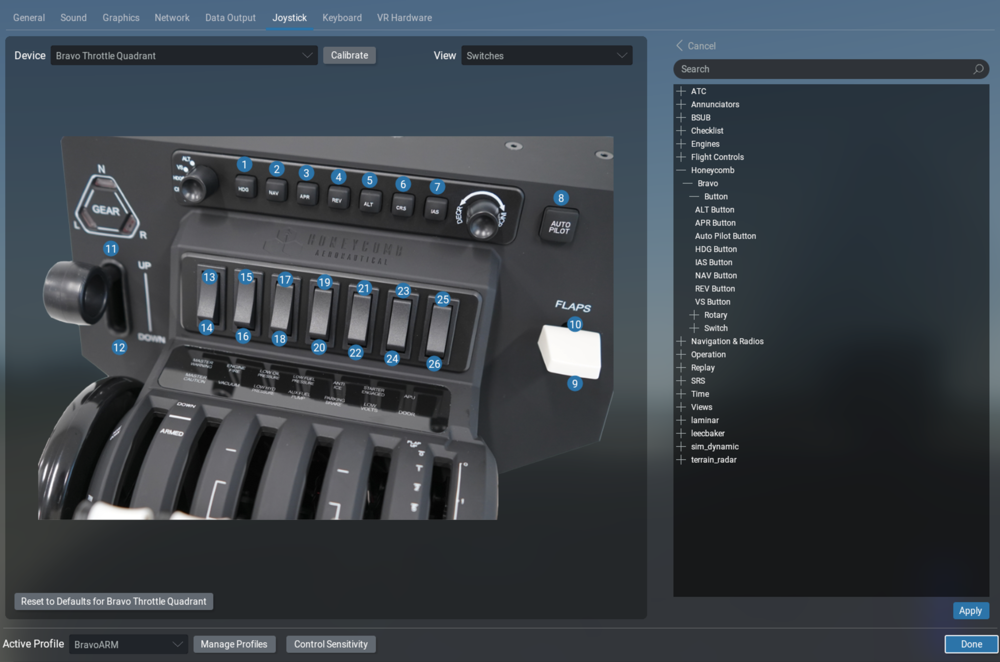 General Sound Graphics Network Data Output Joystick Keyboard VR Hardware
Device Bravo Throttle Quadrant Calibrate View Switches
N
GEAR
L R
11
UP
DOWN
12
ALT
VS
1 2 3 4 5 6 7
HDG NAV APR REV ALT CRS IAS
DECR
8
AUTO
PILOT
HONEYCOMB
AERONAUTICAL
13 15 17 19 21 23 25
14 16 18 20 22 24 26
FLAPS
10
9
MASTER WARNING
ENGINE FIRE
LOW OIL PRESSURE
LOW FUEL PRESSURE
ANTI ICE
STARTER ENGAGED
APU
MASTER CAUTION
VACUUM
LOW HYD PRESSURE
AUX FUEL PUMP
PARKING BRAKE
LOW VOLTS
DOOR
DOWN
ARMED
FLAP
UP
Reset to Defaults for Bravo Throttle Quadrant
Cancel
Search
ATC
Annunciators
BSUB
Checklist
Engines
Flight Controls
Honeycomb
Bravo
Button
ALT Button
APR Button
Auto Pilot Button
HDG Button
IAS Button
NAV Button
REV Button
VS Button
Rotary
Switch
Navigation & Radios
Operation
Replay
SRS
Time
Views
laminar
leecbaker
sim_dynamic
terrain_radar
Apply
Active Profile BravoARM Manage Profiles Control Sensitivity Done